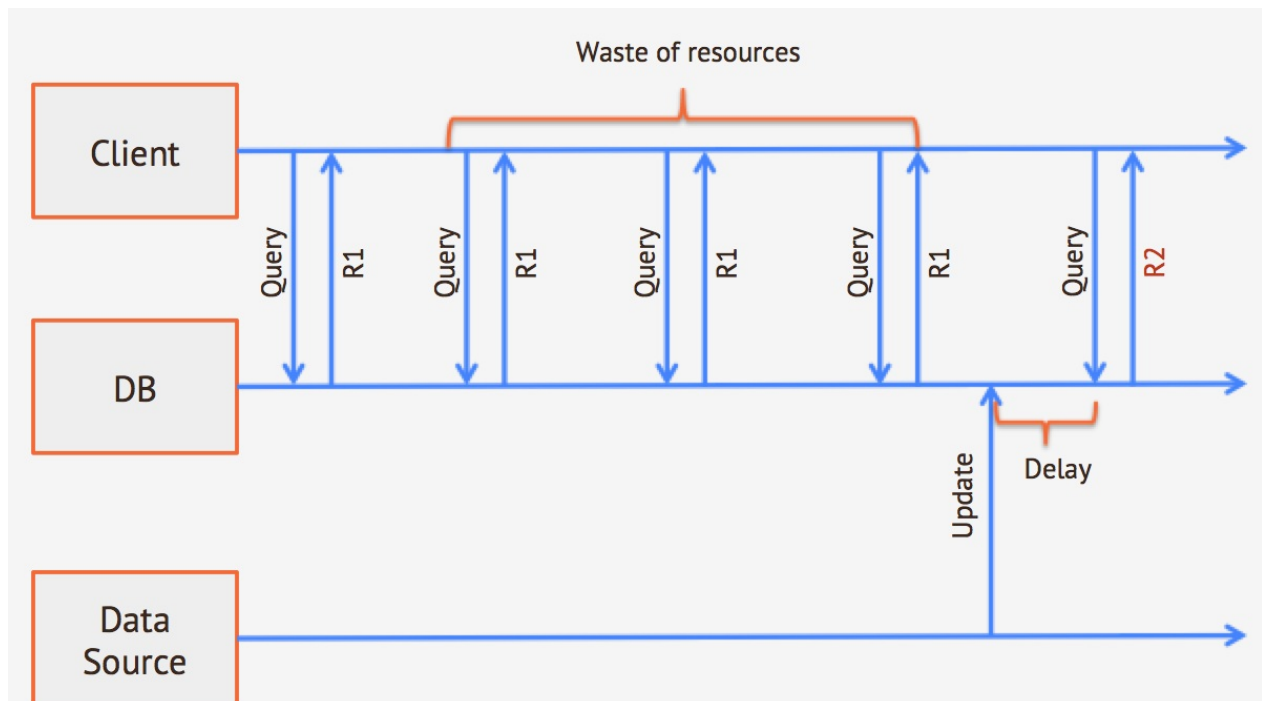 Waste of resources
Client
Query
R1
Query
R1
Query
R1
Query
R1
Query
R2
DB
Delay
Update
Data
Source